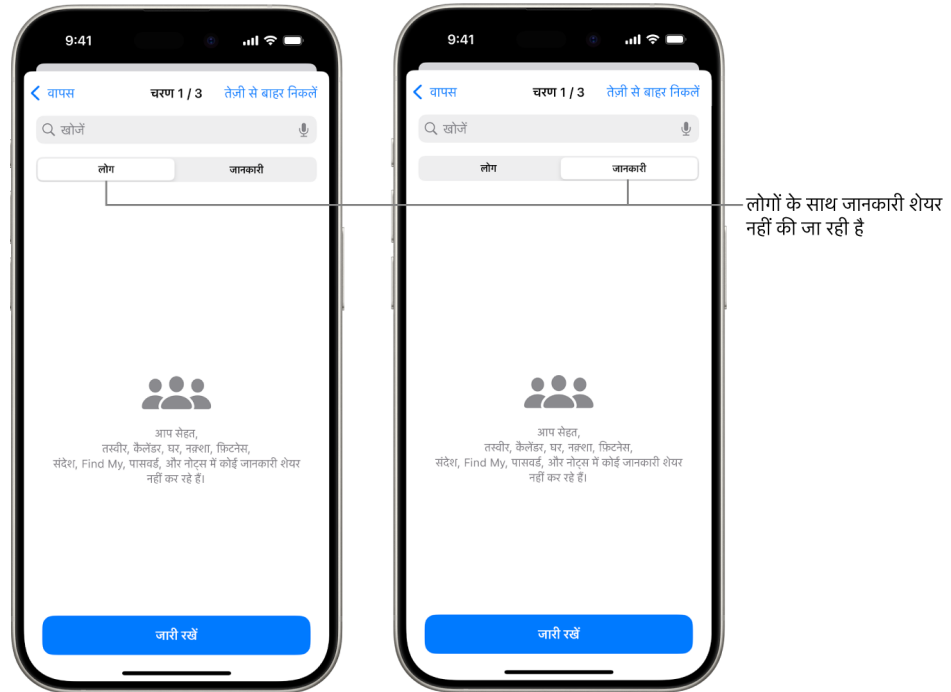 9:41
वापस
चरण 1 / 3
तेज़ी से बाहर निकलें
खोजें
लोग
जानकारी
आप सेहत,
तस्वीर, कैलेंडर, घर, नक़्शा, फ़िटनेस,
संदेश, Find My, पासवर्ड, और नोट्स में कोई जानकारी शेयर
नहीं कर रहे हैं।
जारी रखें
9:41
वापस
चरण 1 / 3
तेज़ी से बाहर निकलें
खोजें
लोग
जानकारी
आप सेहत,
तस्वीर, कैलेंडर, घर, नक़्शा, फ़िटनेस,
संदेश, Find My, पासवर्ड, और नोट्स में कोई जानकारी शेयर
नहीं कर रहे हैं।
जारी रखें
लोगों के साथ जानकारी शेयर
नहीं की जा रही है